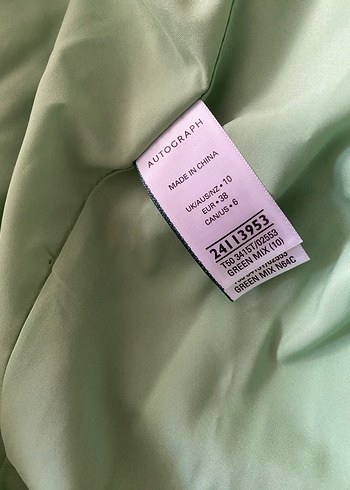 AUTOGRAPH
MADE IN CHINA
UK/AUS/NZ • 10
EUR • 38
CAN/US • 6
24113953
T50 3415T/02553
GREEN MIX (10)
GREEN MIX N64C